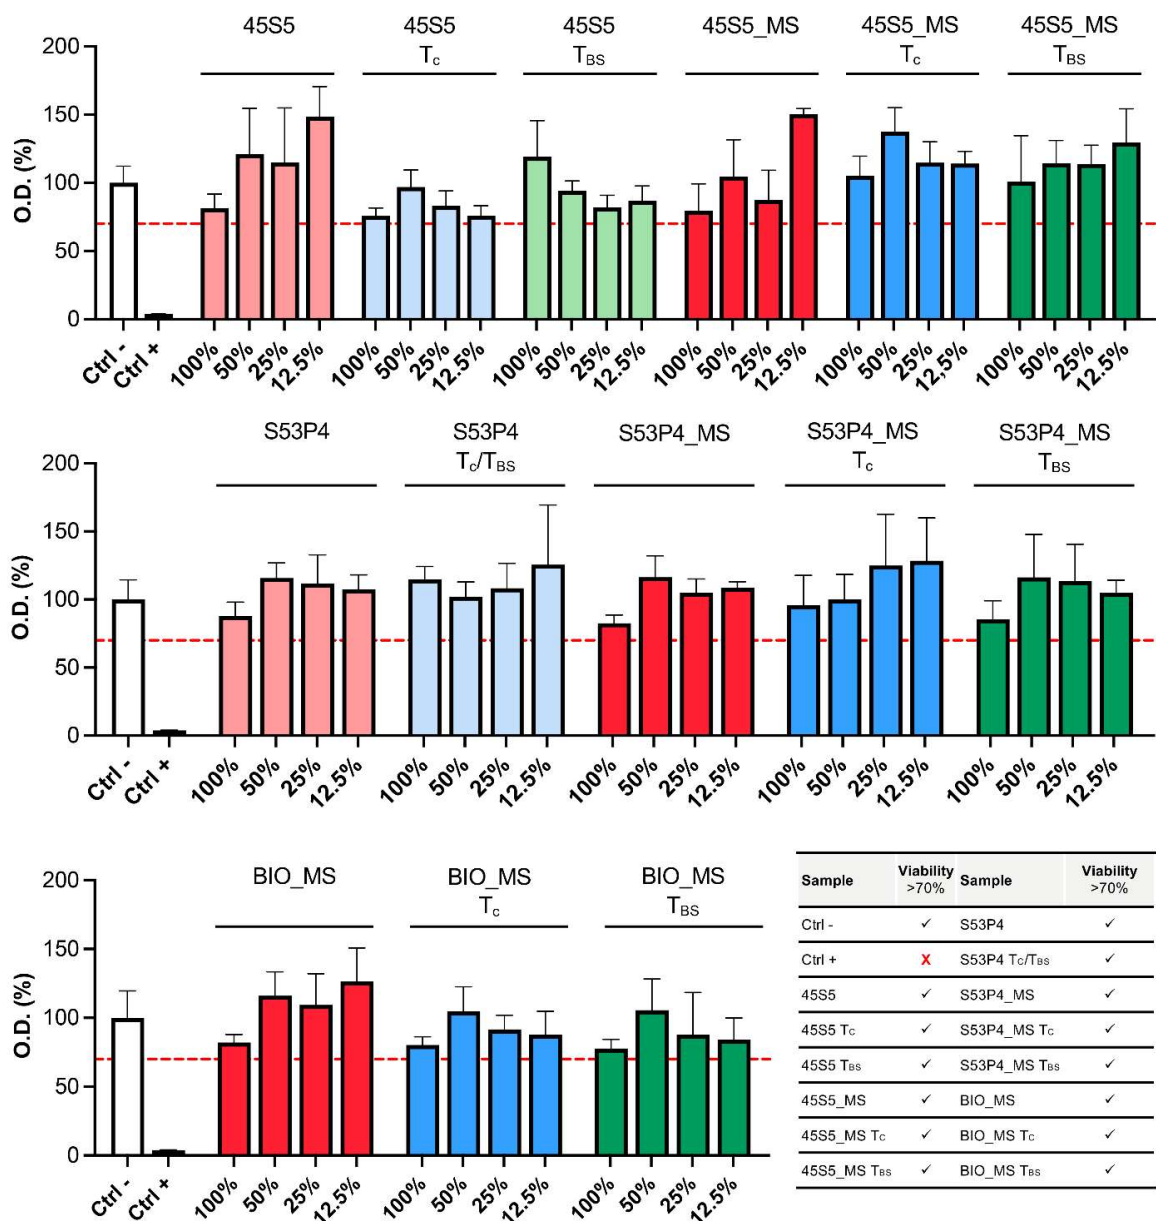 45S5 45S5 45S5 45S5_MS 45S5_MS 45S5_MS
Tc TBS Tc TBS
200
150
100
50
0
O.D. (%)
Ctrl - Ctrl + 100% 50% 25% 12.5% 100% 50% 25% 12.5% 100% 50% 25% 12.5% 100% 50% 25% 12.5% 100% 50% 25% 12,5% 100% 50% 25% 12.5%
S53P4 S53P4 S53P4_MS S53P4_MS S53P4_MS
Tc/TBS Tc TBS
200
150
100
50
0
O.D. (%)
Ctrl - Ctrl + 100% 50% 25% 12.5% 100% 50% 25% 12.5% 100% 50% 25% 12.5% 100% 50% 25% 12.5% 100% 50% 25% 12.5%
BIO_MS BIO_MS BIO_MS
Tc TBS
200
150
100
50
0
O.D. (%)
Ctrl - Ctrl + 100% 50% 25% 12.5% 100% 50% 25% 12.5% 100% 50% 25% 12.5%
Sample Viability >70% Sample Viability >70%
Ctrl - ✓ S53P4 ✓
Ctrl + X S53P4 Tc/TBS ✓
45S5 ✓ S53P4_MS ✓
45S5 Tc ✓ S53P4_MS Tc ✓
45S5 TBS ✓ S53P4_MS TBS ✓
45S5_MS ✓ BIO_MS ✓
45S5_MS Tc ✓ BIO_MS Tc ✓
45S5_MS TBS ✓ BIO_MS TBS ✓